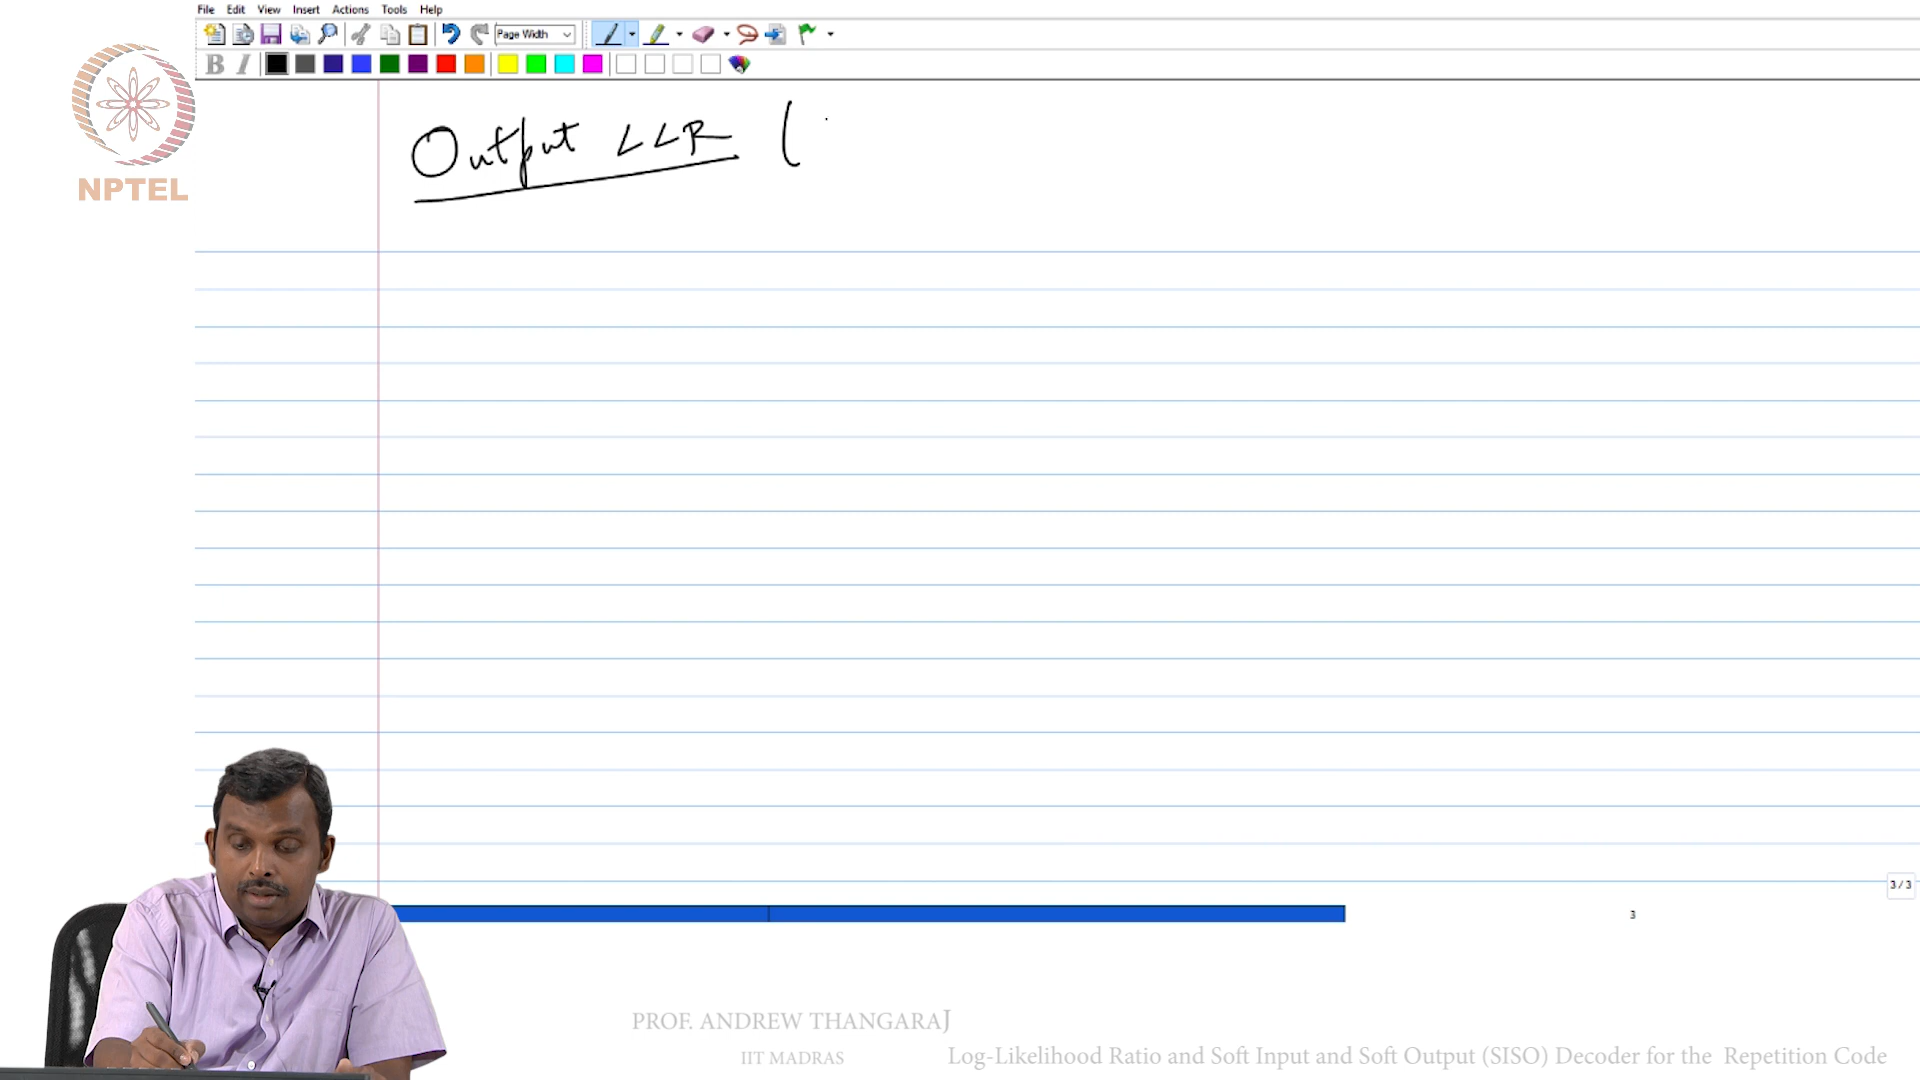 File Edit View Insert Actions Tools Help
Page Width
B I
NPTEL
Output LLR (
3 / 3
3
PROF. ANDREW THANGARAJ
IIT MADRAS
Log-Likelihood Ratio and Soft Input and Soft Output (SISO) Decoder for the Repetition Code